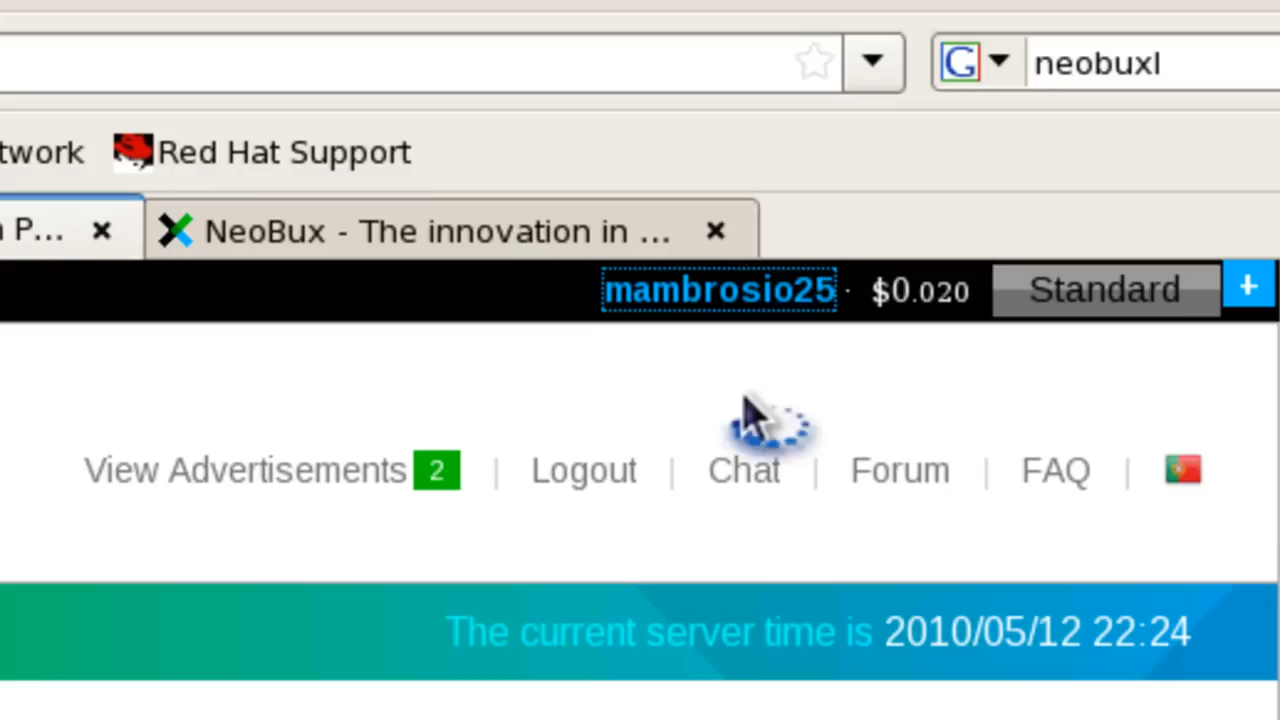 neobuxl
twork Red Hat Support
P... NeoBux - The innovation in ...
mambrosio25 · $0.020 Standard +
View Advertisements 2 | Logout | Chat | Forum | FAQ |
The current server time is 2010/05/12 22:24